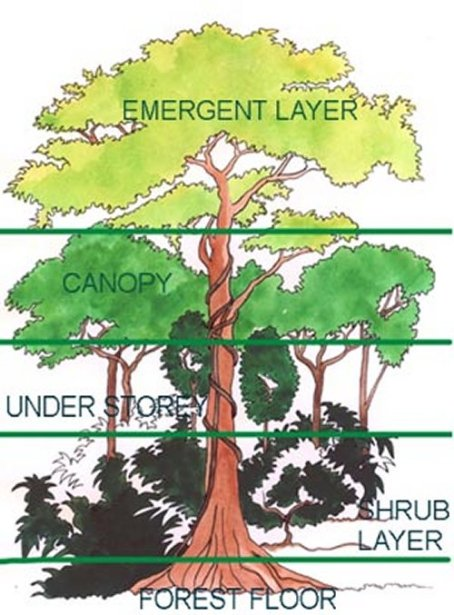 EMERGENT LAYER
CANOPY
UNDER STOREY
SHRUB
LAYER
FOREST FLOOR